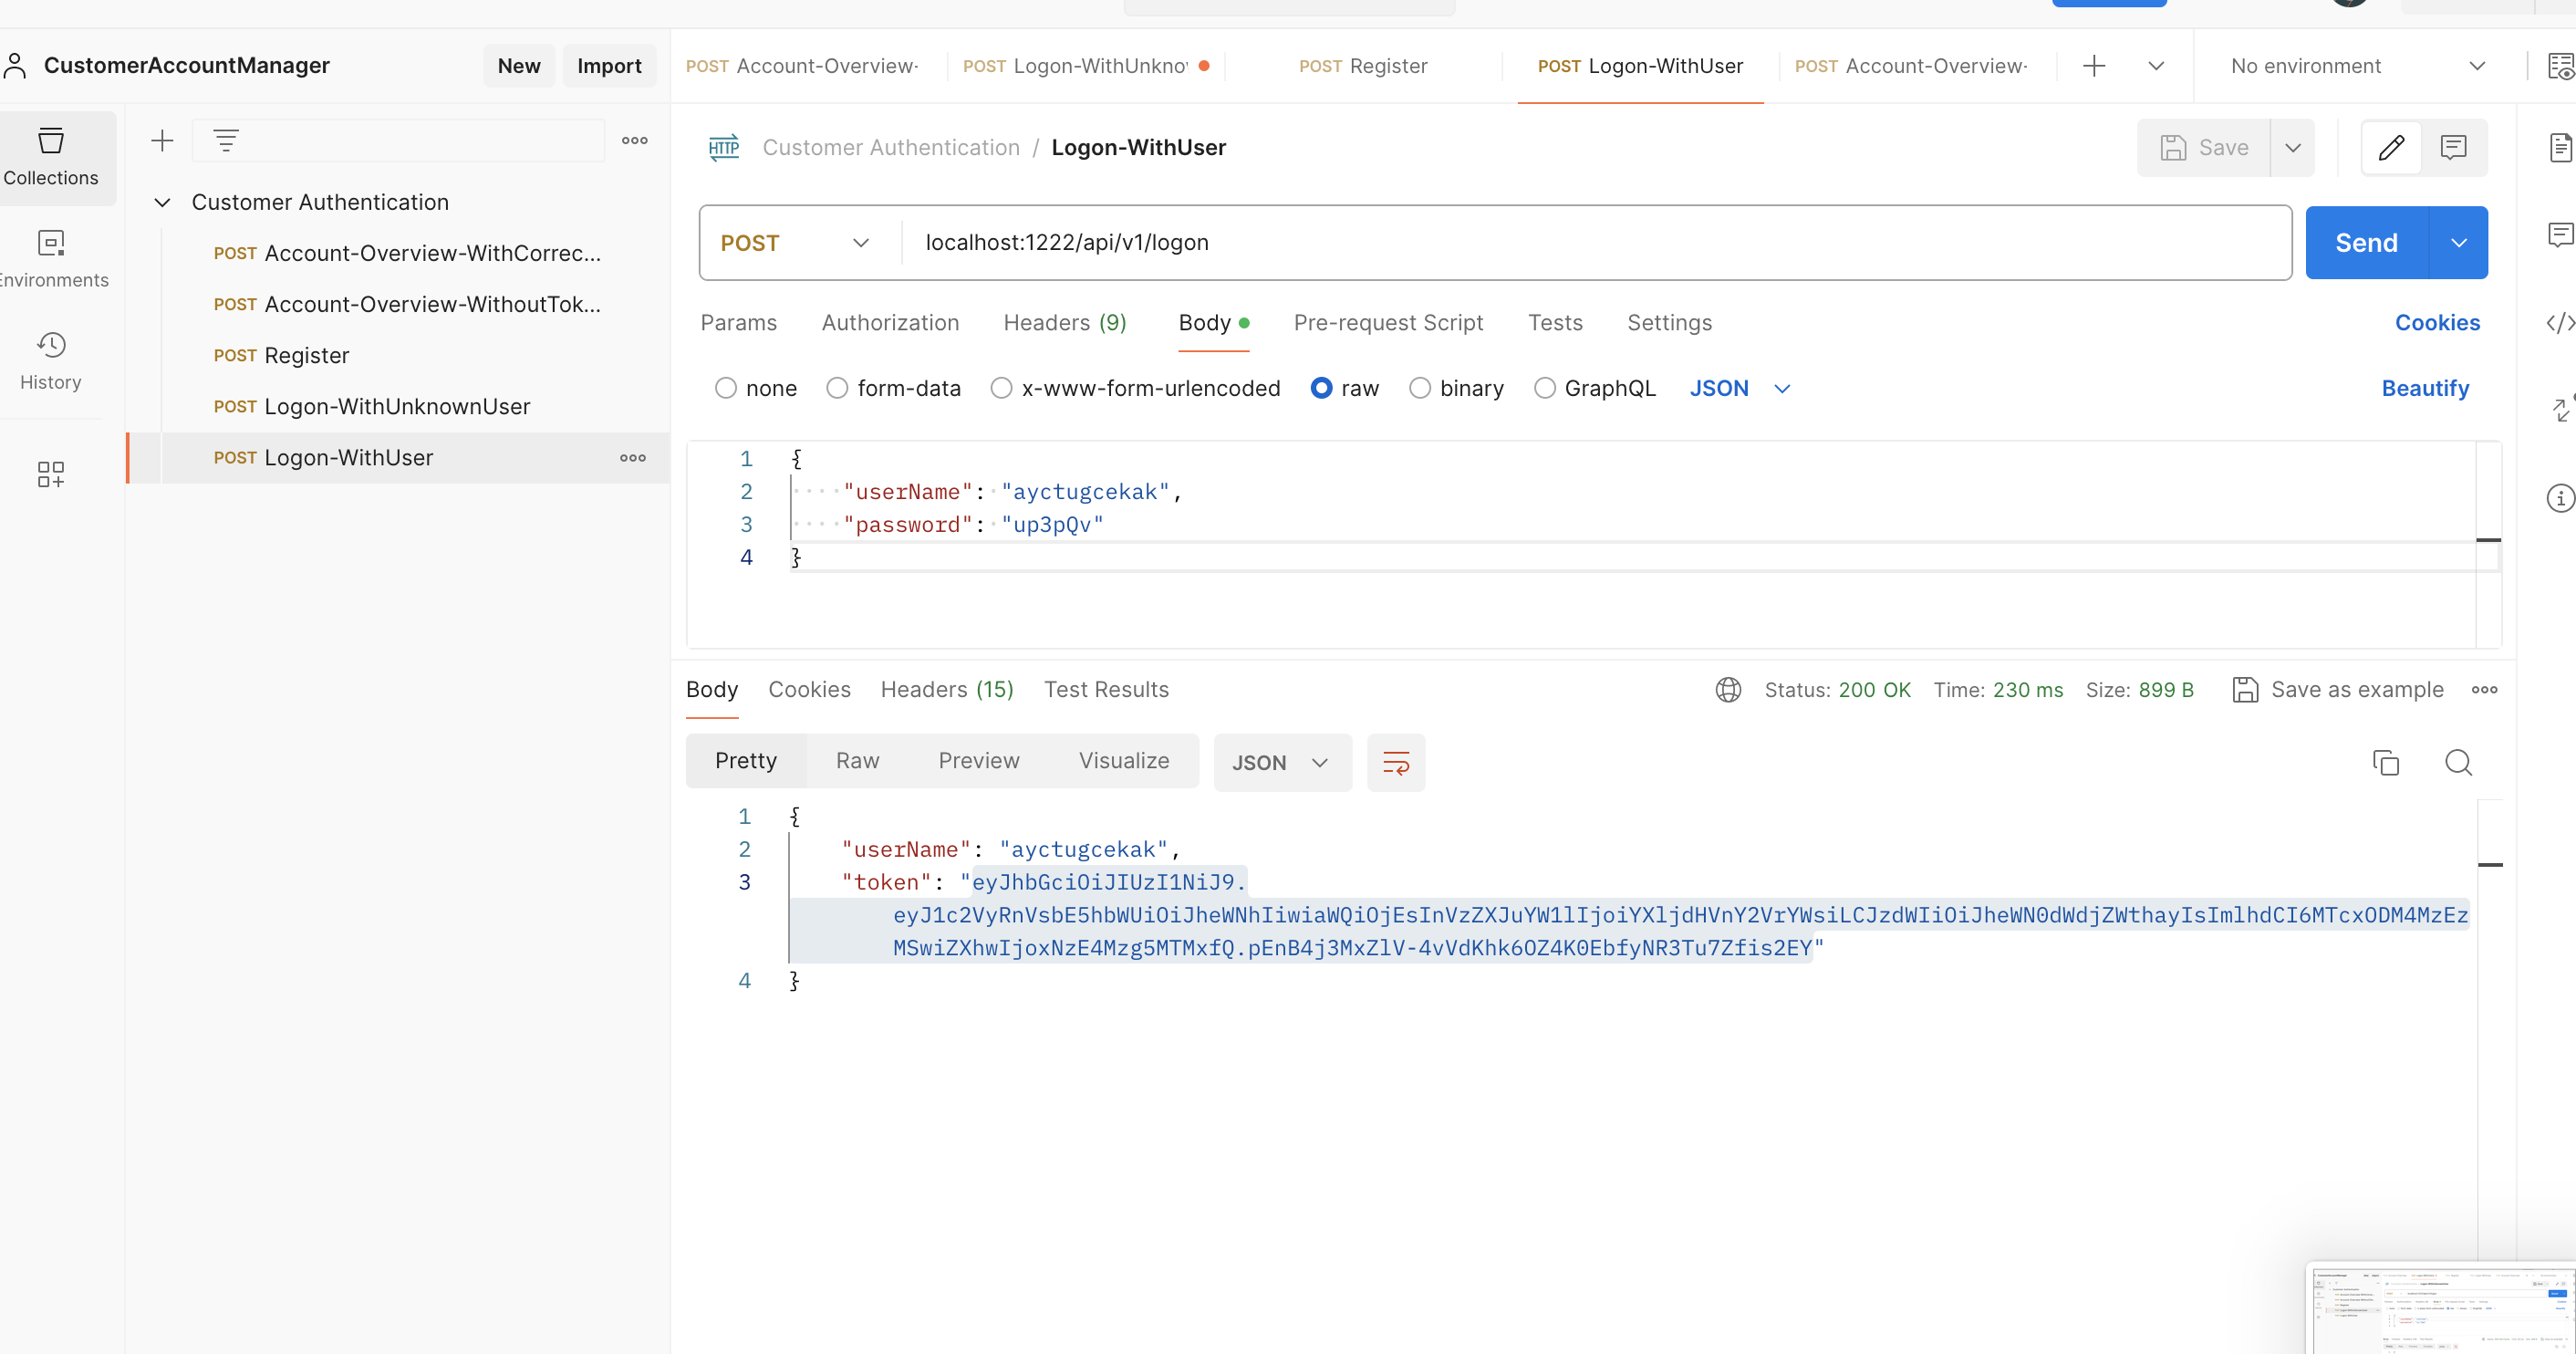 CustomerAccountManager
New
Import
POST Account-Overview-
POST Logon-WithUnknow
POST Register
POST Logon-WithUser
POST Account-Overview-
No environment
Collections
Environments
History
Customer Authentication
POST Account-Overview-WithCorrec...
POST Account-Overview-WithoutTok...
POST Register
POST Logon-WithUnknownUser
POST Logon-WithUser
HTTP Customer Authentication / Logon-WithUser
Save
POST localhost:1222/api/v1/logon
Send
Params Authorization Headers (9) Body Pre-request Script Tests Settings Cookies
none form-data x-www-form-urlencoded raw binary GraphQL JSON Beautify
1 {
2 "userName": "ayctugcekak",
3 "password": "up3pQv"
4 }
Body Cookies Headers (15) Test Results Status: 200 OK Time: 230 ms Size: 899 B Save as example
Pretty Raw Preview Visualize JSON
1 {
2 "userName": "ayctugcekak",
3 "token": "eyJhbGciOiJIUzI1NiJ9.
eyJ1c2VyRnVsbE5hbWUiOiJheWNhIiwiaWQiOjEsInVzZXJuYW1lIjoiYXljdHVnY2VrYWsiLCJzdWIiOiJheWN0dWdjZWthayIsImlhdCI6MTcxODM4MzEz
MSwiZXhwIjoxNzE4Mzg5MTMxfQ.pEnB4j3MxZlV-4vVdKhk6OZ4K0EbfyNR3Tu7Zfis2EY"
4 }